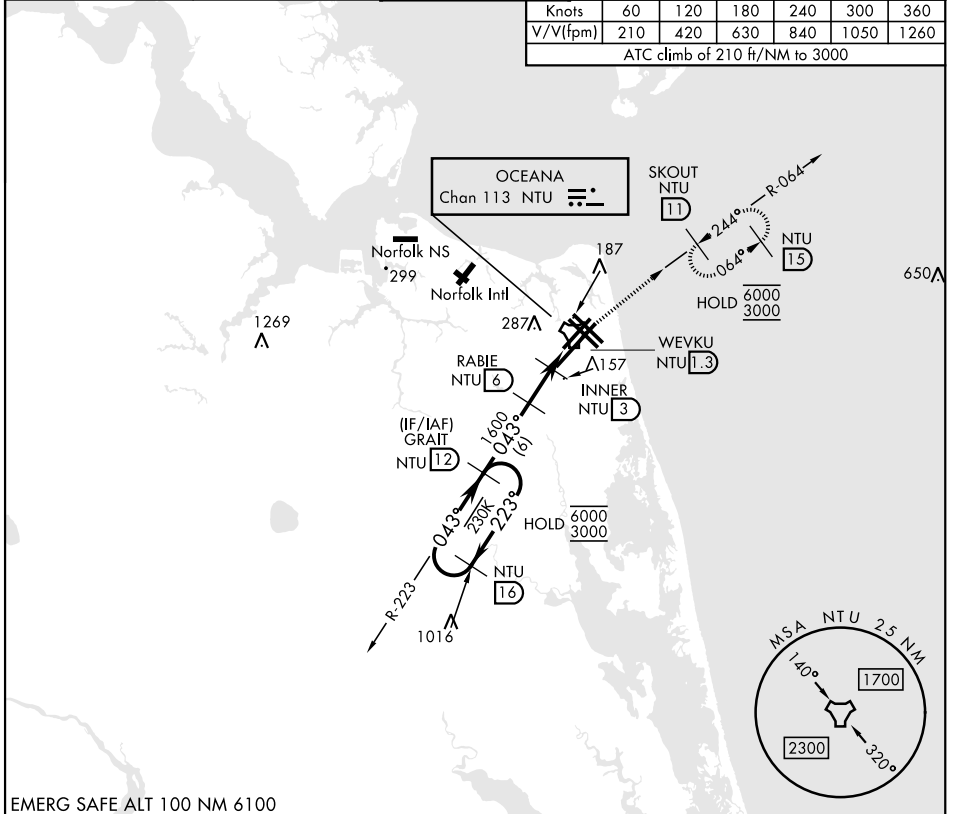 Knots 60 120 180 240 300 360
V/V(fpm) 210 420 630 840 1050 1260
ATC climb of 210 ft/NM to 3000
OCEANA
Chan 113 NTU
SKOUT
NTU
11
R-064
244°
064°
NTU
15
HOLD 6000
3000
650
187
Norfolk NS
299
Norfolk Intl
287
1269
WEVKU
NTU 1.3
157
RABIE
NTU 6
INNER
NTU 3
(IF/IAF)
GRAIT
NTU 12
1600
043°
(6)
043°
230K
223°
HOLD 6000
3000
NTU
16
R-223
1016
MSA NTU 25 NM
140°
1700
2300
320°
EMERG SAFE ALT 100 NM 6100